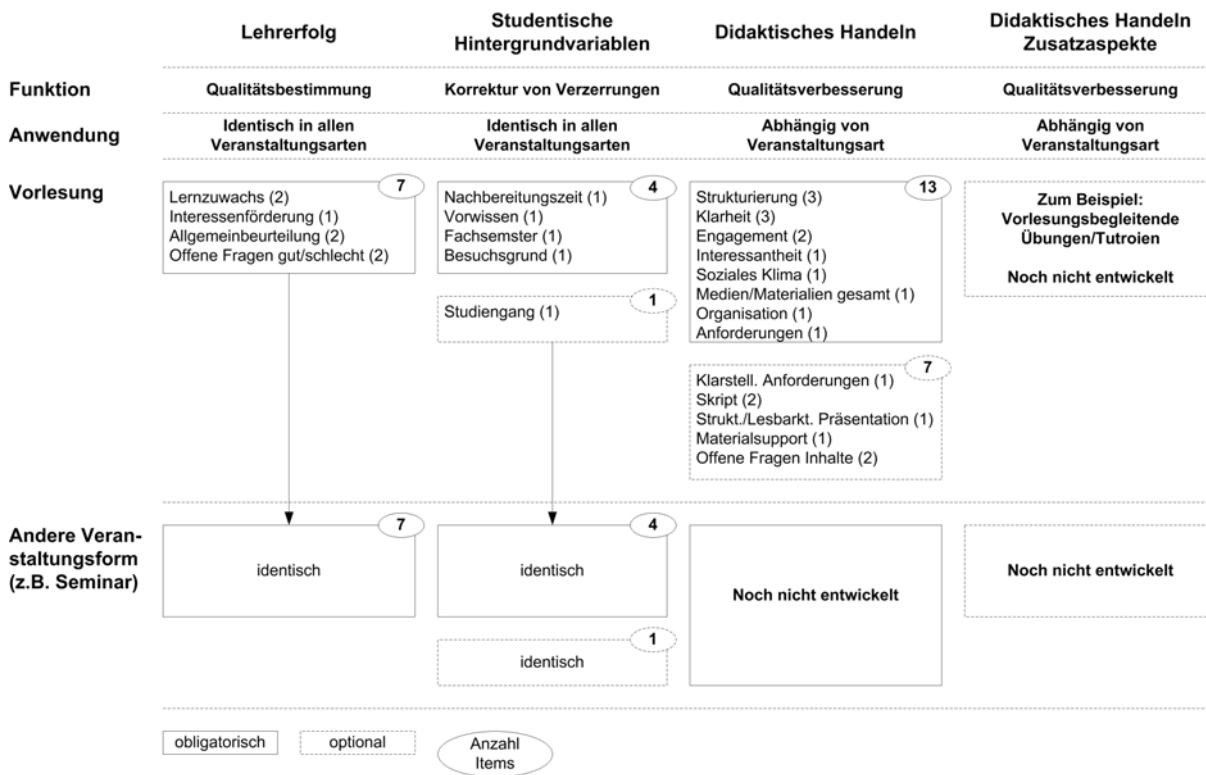 Lehrerfolg
Studentische
Hintergrundvariablen
Didaktisches Handeln
Didaktisches Handeln
Zusatzaspekte
Funktion
Qualitätsbestimmung
Korrektur von Verzerrungen
Qualitätsverbesserung
Qualitätsverbesserung
Anwendung
Identisch in allen
Veranstaltungsarten
Identisch in allen
Veranstaltungsarten
Abhängig von
Veranstaltungsart
Abhängig von
Veranstaltungsart
Vorlesung
7
Lernzuwachs (2)
Interessenförderung (1)
Allgemeinbeurteilung (2)
Offene Fragen gut/schlecht (2)
4
Nachbereitungszeit (1)
Vorwissen (1)
Fachsemster (1)
Besuchsgrund (1)
1
Studiengang (1)
13
Strukturierung (3)
Klarheit (3)
Engagement (2)
Interessantheit (1)
Soziales Klima (1)
Medien/Materialien gesamt (1)
Organisation (1)
Anforderungen (1)
7
Klarstell. Anforderungen (1)
Skript (2)
Strukt./Lesbarkt. Präsentation (1)
Materialsupport (1)
Offene Fragen Inhalte (2)
Zum Beispiel:
Vorlesungsbegleitende
Übungen/Tutroien
Noch nicht entwickelt
Andere Veran-
staltungsform
(z.B. Seminar)
7
identisch
4
identisch
1
identisch
Noch nicht entwickelt
Noch nicht entwickelt
obligatorisch
optional
Anzahl
Items